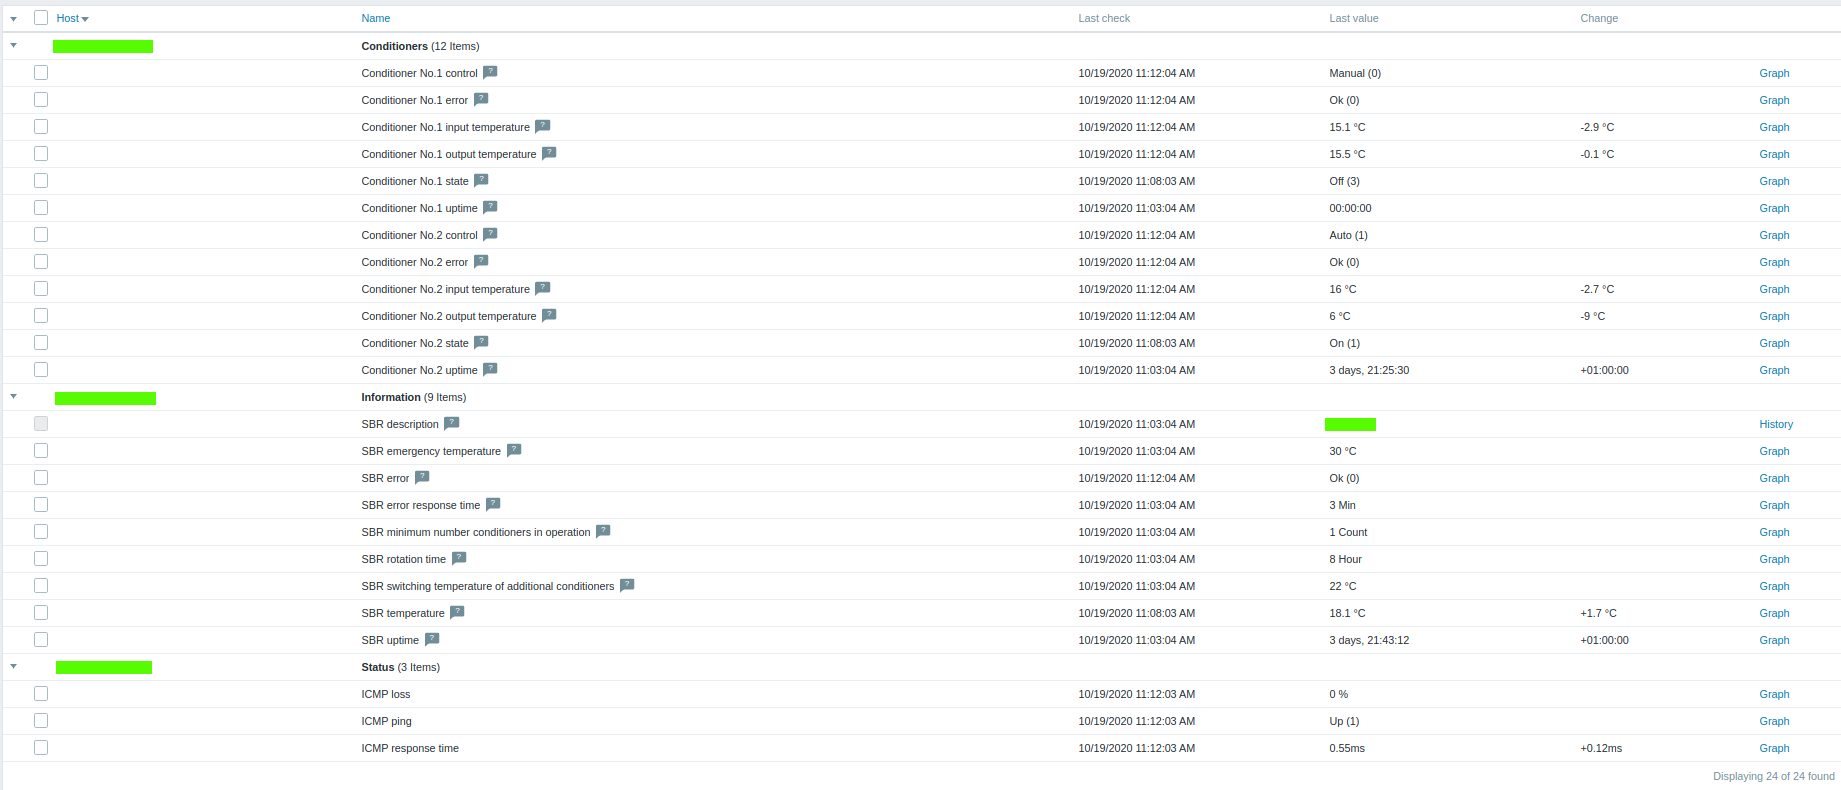 Host Name Last check Last value Change
Conditioners (12 Items)
Conditioner No.1 control ? 10/19/2020 11:12:04 AM Manual (0) Graph
Conditioner No.1 error ? 10/19/2020 11:12:04 AM Ok (0) Graph
Conditioner No.1 input temperature ? 10/19/2020 11:12:04 AM 15.1 °C -2.9 °C Graph
Conditioner No.1 output temperature ? 10/19/2020 11:12:04 AM 15.5 °C -0.1 °C Graph
Conditioner No.1 state ? 10/19/2020 11:08:03 AM Off (3) Graph
Conditioner No.1 uptime ? 10/19/2020 11:03:04 AM 00:00:00 Graph
Conditioner No.2 control ? 10/19/2020 11:12:04 AM Auto (1) Graph
Conditioner No.2 error ? 10/19/2020 11:12:04 AM Ok (0) Graph
Conditioner No.2 input temperature ? 10/19/2020 11:12:04 AM 16 °C -2.7 °C Graph
Conditioner No.2 output temperature ? 10/19/2020 11:12:04 AM 6 °C -9 °C Graph
Conditioner No.2 state ? 10/19/2020 11:08:03 AM On (1) Graph
Conditioner No.2 uptime ? 10/19/2020 11:03:04 AM 3 days, 21:25:30 +01:00:00 Graph
Information (9 Items)
SBR description ? 10/19/2020 11:03:04 AM History
SBR emergency temperature ? 10/19/2020 11:03:04 AM 30 °C Graph
SBR error ? 10/19/2020 11:12:04 AM Ok (0) Graph
SBR error response time ? 10/19/2020 11:03:04 AM 3 Min Graph
SBR minimum number conditioners in operation ? 10/19/2020 11:03:04 AM 1 Count Graph
SBR rotation time ? 10/19/2020 11:03:04 AM 8 Hour Graph
SBR switching temperature of additional conditioners ? 10/19/2020 11:03:04 AM 22 °C Graph
SBR temperature ? 10/19/2020 11:08:03 AM 18.1 °C +1.7 °C Graph
SBR uptime ? 10/19/2020 11:03:04 AM 3 days, 21:43:12 +01:00:00 Graph
Status (3 Items)
ICMP loss 10/19/2020 11:12:03 AM 0 % Graph
ICMP ping 10/19/2020 11:12:03 AM Up (1) Graph
ICMP response time 10/19/2020 11:12:03 AM 0.55ms +0.12ms Graph
Displaying 24 of 24 found